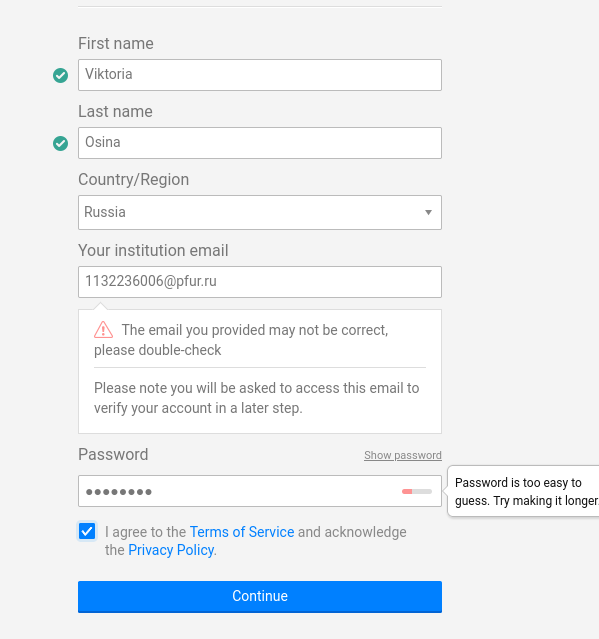 First name
Viktoria
Last name
Osina
Country/Region
Russia
Your institution email
1132236006@pfur.ru
The email you provided may not be correct,
please double-check
Please note you will be asked to access this email to
verify your account in a later step.
Password
Show password
●●●●●●●●
Password is too easy to
guess. Try making it longer
I agree to the Terms of Service and acknowledge
the Privacy Policy.
Continue